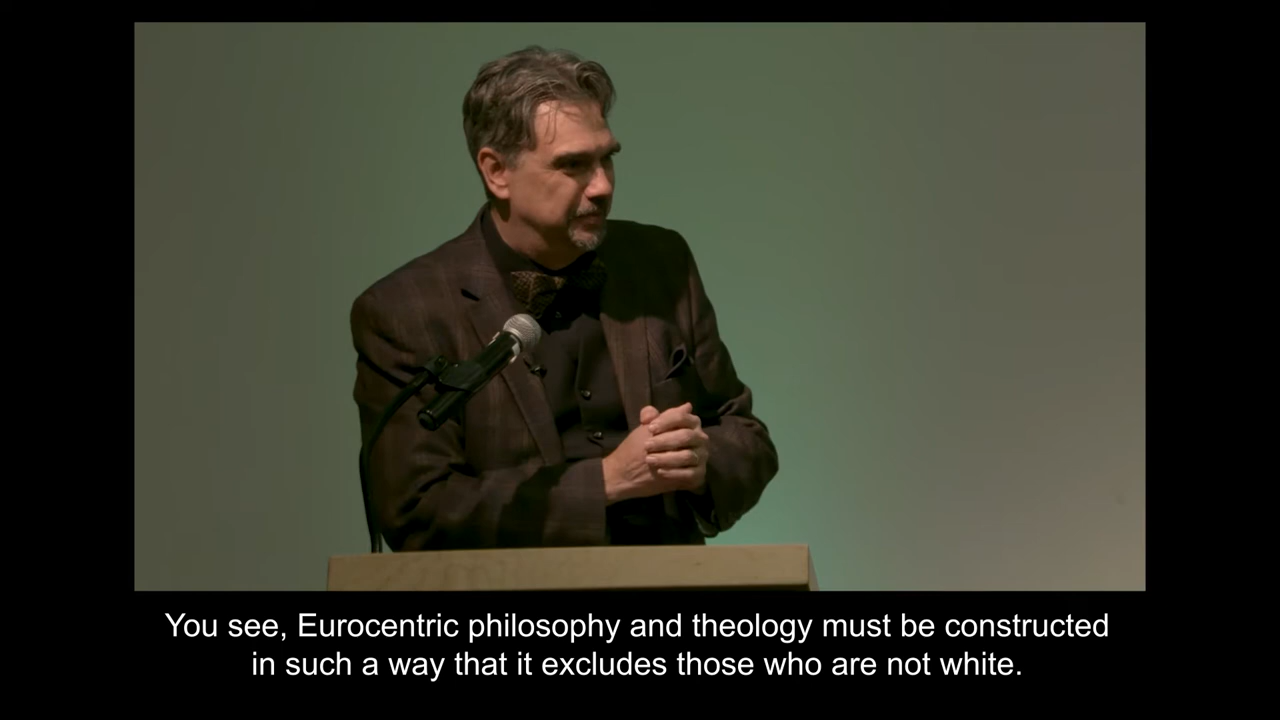 You see, Eurocentric philosophy and theology must be constructed
in such a way that it excludes those who are not white.